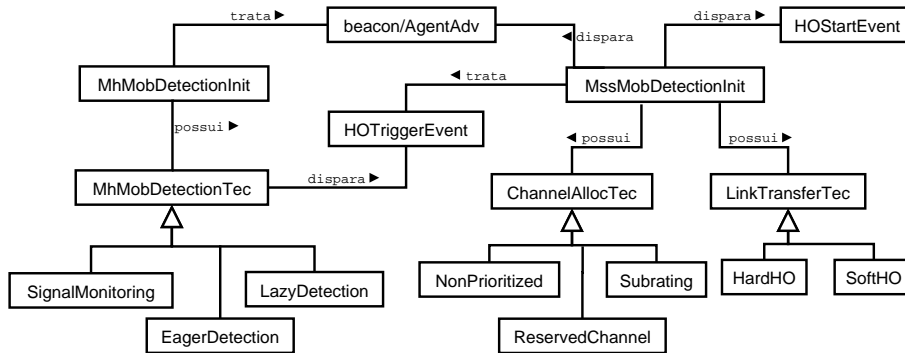 trata ►
beacon/AgentAdv
dispara ►
HOStartEvent
◄ dispara
MhMobDetectionInit
◄ trata
MssMobDetectionInit
possui ►
HOTriggerEvent
◄ possui
possui ►
MhMobDetectionTec
dispara ►
ChannelAllocTec
LinkTransferTec
SignalMonitoring
LazyDetection
NonPrioritized
Subrating
HardHO
SoftHO
EagerDetection
ReservedChannel